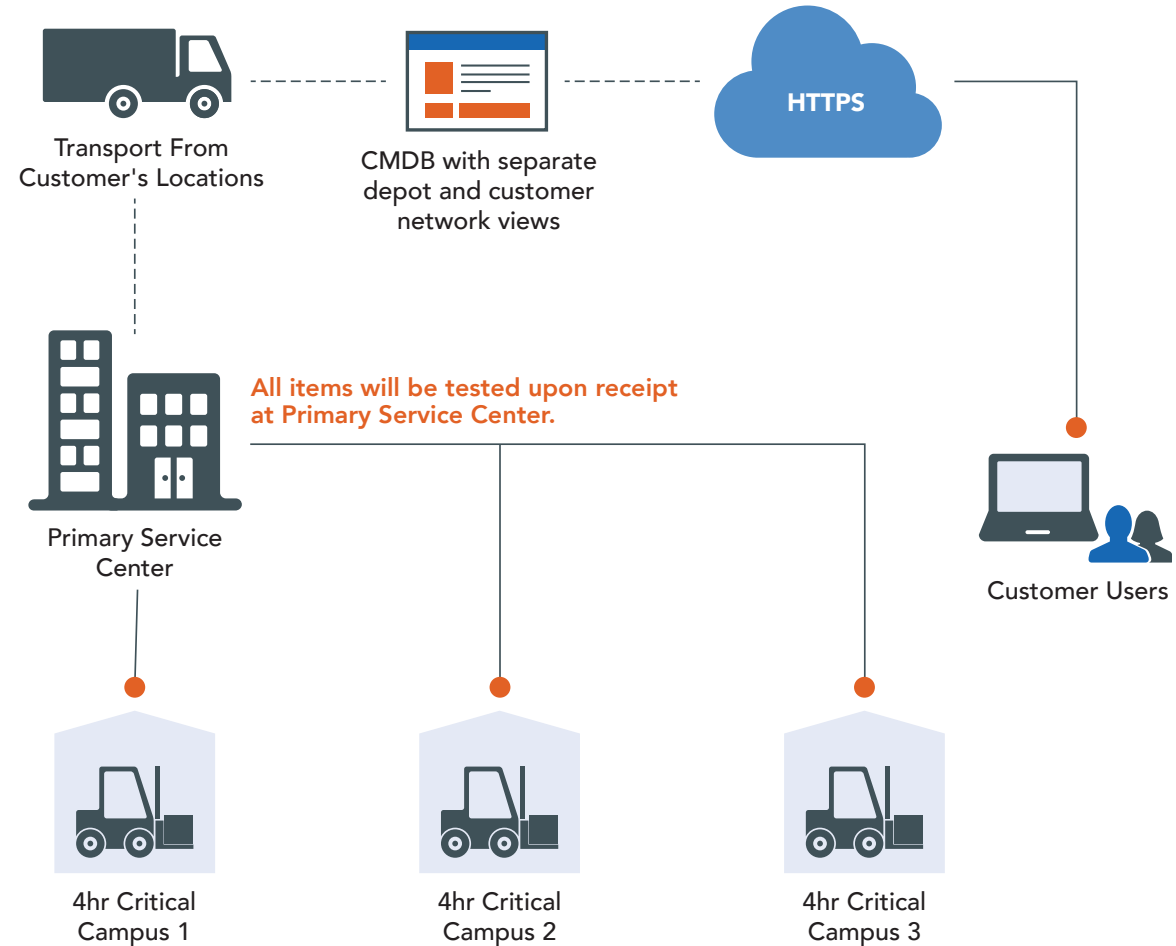 HTTPS
Transport From
Customer's Locations
CMDB with separate
depot and customer
network views
All items will be tested upon receipt
at Primary Service Center.
Primary Service
Center
Customer Users
4hr Critical
Campus 1
4hr Critical
Campus 2
4hr Critical
Campus 3